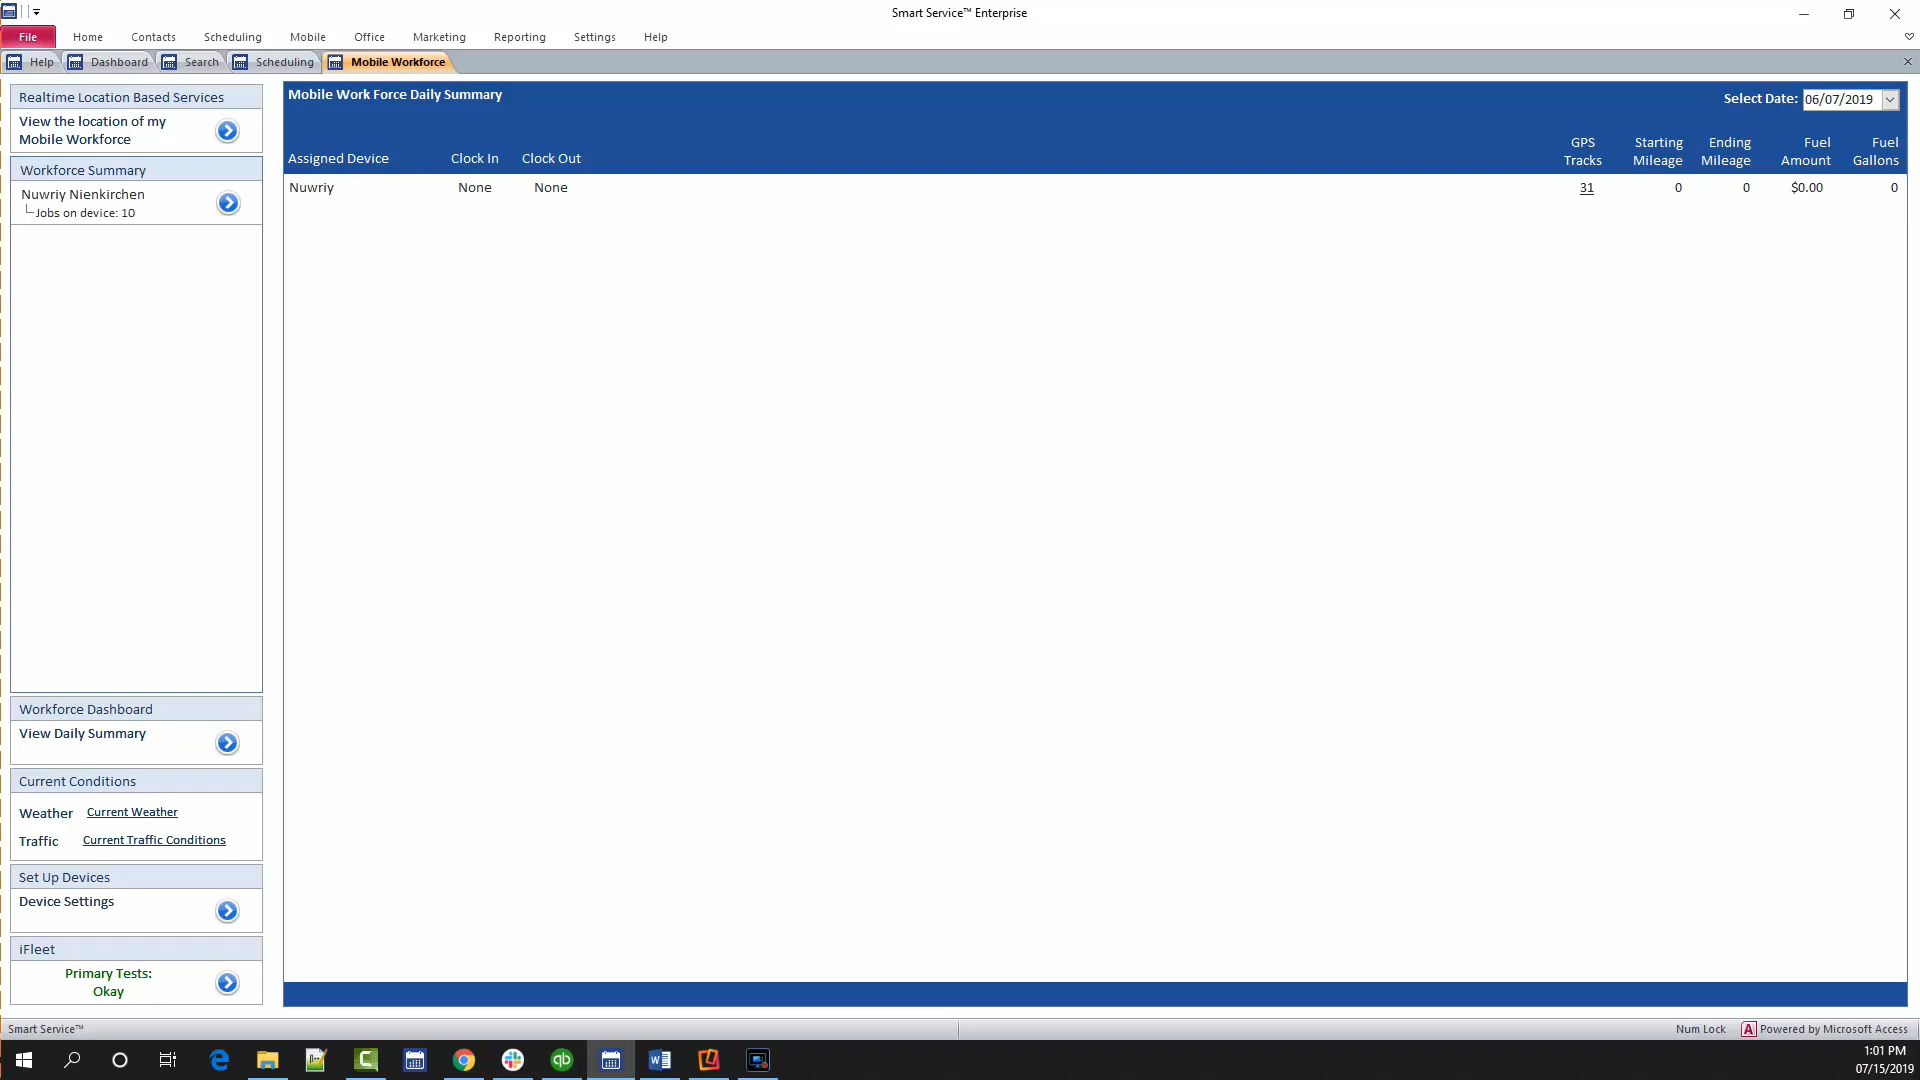 Smart Service™ Enterprise
File Home Contacts Scheduling Mobile Office Marketing Reporting Settings Help
Help Dashboard Search Scheduling Mobile Workforce
Realtime Location Based Services
View the location of my
Mobile Workforce
Workforce Summary
Nuwriy Nienkirchen
Jobs on device: 10
Workforce Dashboard
View Daily Summary
Current Conditions
Weather Current Weather
Traffic Current Traffic Conditions
Set Up Devices
Device Settings
iFleet
Primary Tests:
Okay
Mobile Work Force Daily Summary
Select Date: 06/07/2019
GPS Starting Ending Fuel Fuel
Assigned Device Clock In Clock Out Tracks Mileage Mileage Amount Gallons
Nuwriy None None 31 0 0 $0.00 0
Smart Service™ Num Lock A Powered by Microsoft Access
1:01 PM
07/15/2019